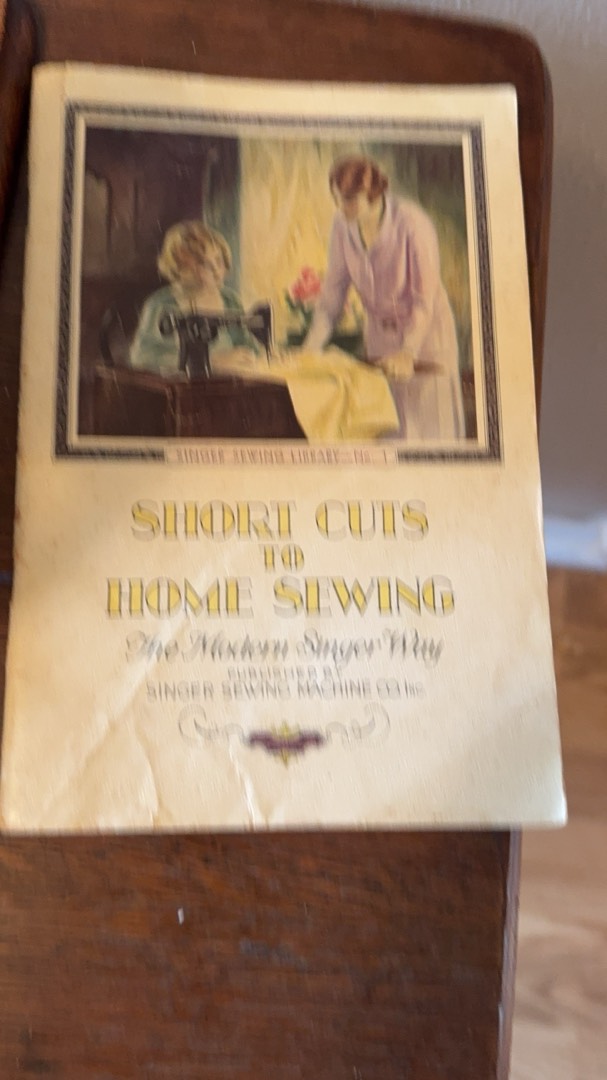 SINGER SEWING LIBRARY—No. 1
SHORT CUTS
TO
HOME SEWING
The Modern Singer Way
PUBLISHED BY
SINGER SEWING MACHINE CO. Inc.